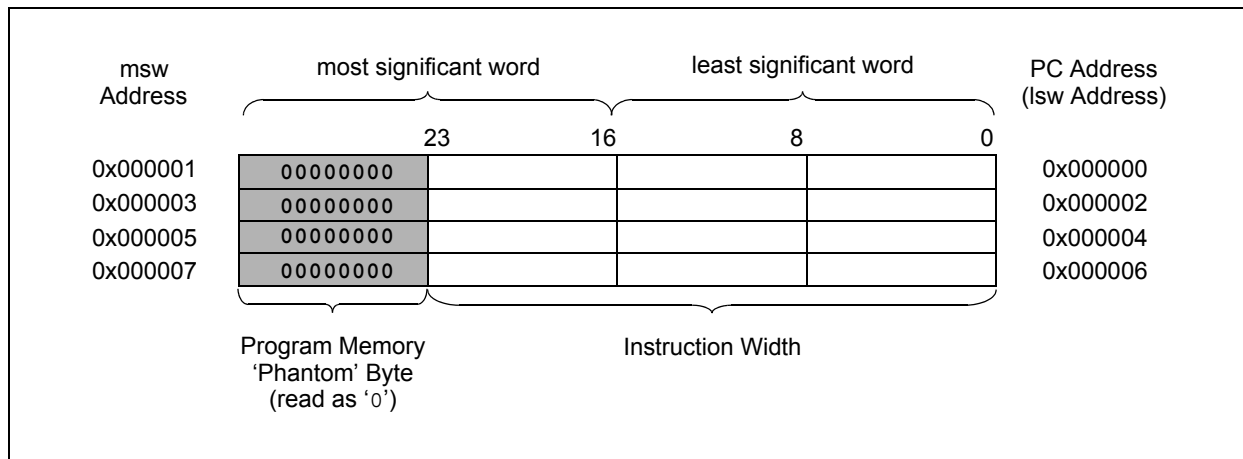 msw
Address
most significant word
least significant word
PC Address
(lsw Address)
23 16 8 0
0x000001 00000000 0x000000
0x000003 00000000 0x000002
0x000005 00000000 0x000004
0x000007 00000000 0x000006
Program Memory
‘Phantom’ Byte
(read as ‘0’)
Instruction Width